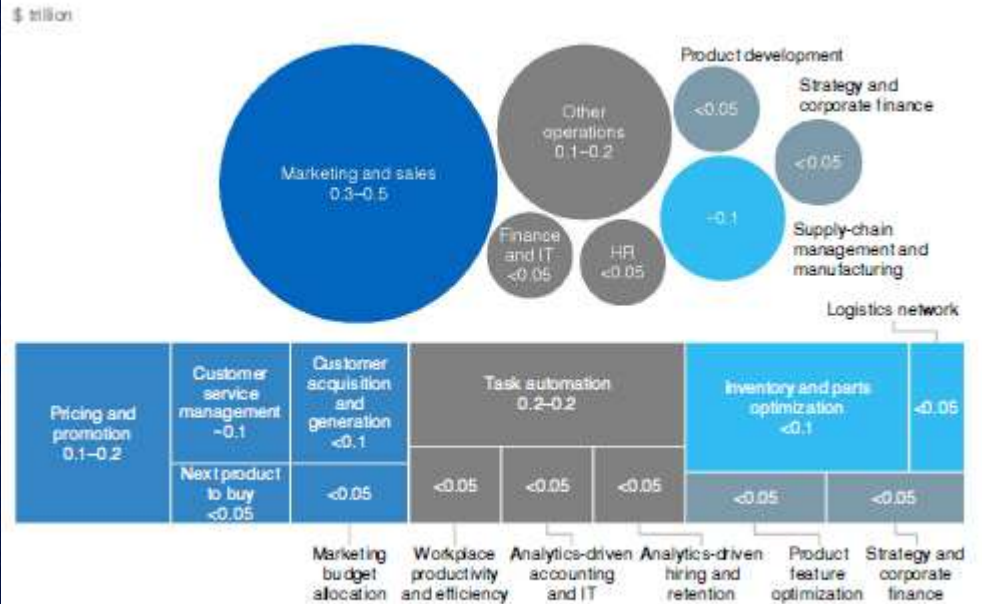 $ trillion
Product development
<0.05
Strategy and
corporate finance
<0.05
Other
operations
0.1–0.2
Marketing and sales
0.3–0.5
~0.1
Supply-chain
management and
manufacturing
Finance
and IT
<0.05
HR
<0.05
Logistics network
Pricing and
promotion
0.1–0.2
Customer
service
management
~0.1
Customer
acquisition
and
generation
<0.1
Task automation
0.2–0.2
Inventory and parts
optimization
<0.1
<0.05
Next product
to buy
<0.05
<0.05
<0.05
<0.05
<0.05
<0.05
<0.05
Marketing
budget
allocation
Workplace
productivity
and efficiency
Analytics-driven
accounting
and IT
Analytics-driven
hiring and
retention
Product
feature
optimization
Strategy and
corporate
finance